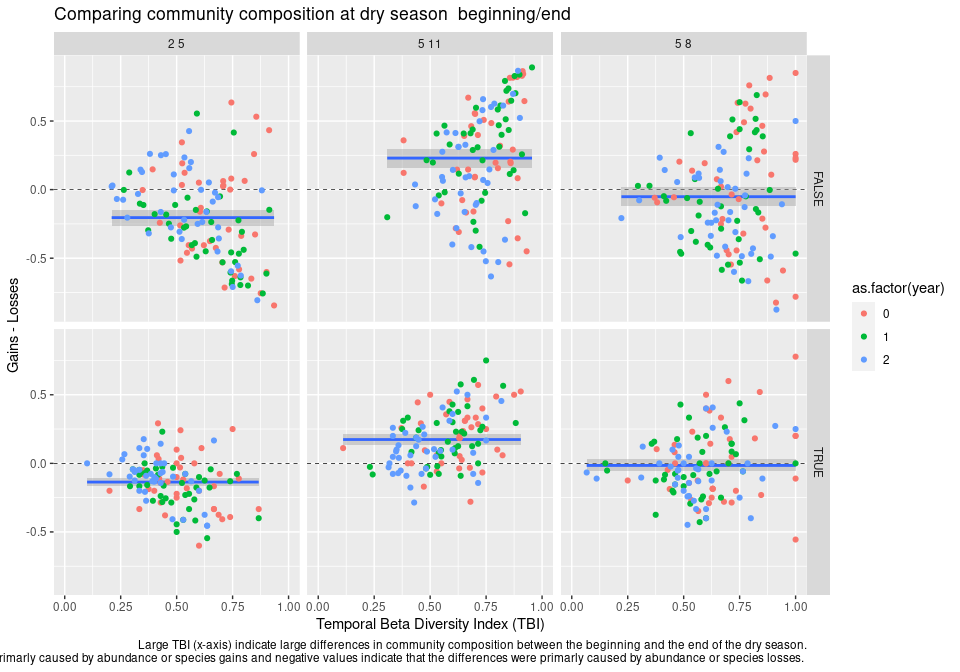 Comparing community composition at dry season  beginning/end
2 5
5 11
5 8
0.5
0.0
-0.5
FALSE
0.5
0.0
-0.5
TRUE
Gains - Losses
0.00 0.25 0.50 0.75 1.00
0.00 0.25 0.50 0.75 1.00
0.00 0.25 0.50 0.75 1.00
Temporal Beta Diversity Index (TBI)
as.factor(year)
0
1
2
Large TBI (x-axis) indicate large differences in community composition between the beginning and the end of the dry season.
caused by abundance or species gains and negative values indicate that the differences were primarily caused by abundance or species losses.